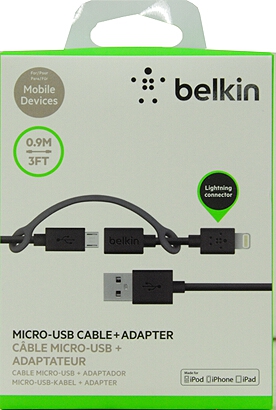 For/Pour/
Para/Für
Mobile
Devices
belkin
0.9M
3FT
Lightning
connector
belkin
MICRO-USB CABLE+ADAPTER
CÂBLE MICRO-USB +
ADAPTATEUR
CABLE MICRO-USB + ADAPTADOR
MICRO-USB-KABEL + ADAPTER
Made for
iPod iPhone iPad